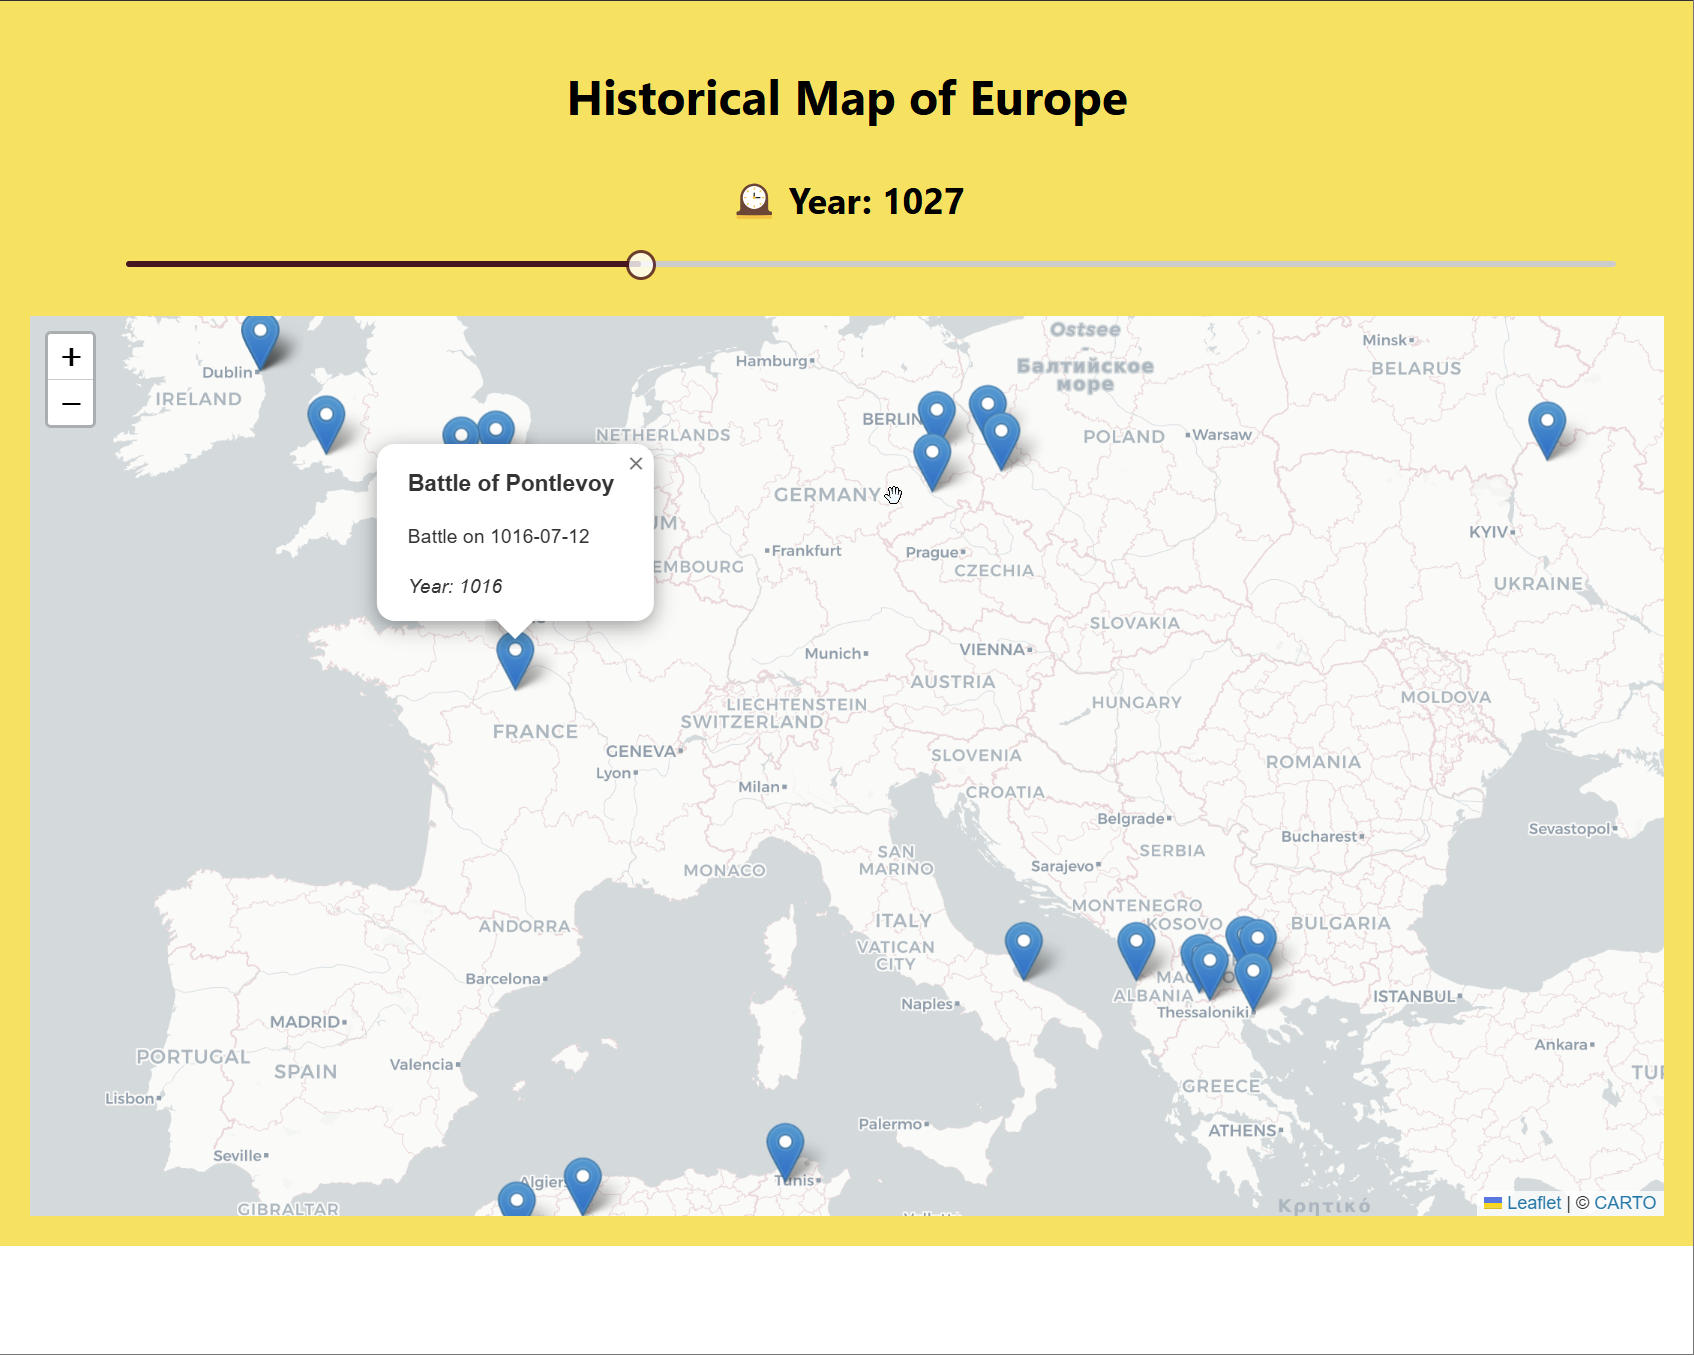 Historical Map of Europe
Year: 1027
+
−
Dublin
IRELAND
Hamburg
Ostsee
-
Балтийское
море
Minsk
BELARUS
BERLIN
NETHERLANDS
POLAND
Warsaw
×
Battle of Pontlevoy
Battle on 1016-07-12
Year: 1016
GERMANY
UM
KYIV
Frankfurt
Prague
EMBOURG
CZECHIA
UKRAINE
SLOVAKIA
Munich
VIENNA
AUSTRIA
MOLDOVA
HUNGARY
LIECHTENSTEIN
SWITZERLAND
FRANCE
GENEVA
SLOVENIA
ROMANIA
Lyon
Milan
CROATIA
Belgrade
Sevastopol
Bucharest
SAN
MARINO
SERBIA
Sarajevo
MONACO
MONTENEGRO
KOSOVO
ANDORRA
ITALY
BULGARIA
VATICAN
CITY
Barcelona
MAC
O
ALBANIA
ISTANBUL
Naples
Thessaloniki
MADRID
Ankara
PORTUGAL
Valencia
SPAIN
TUR
GREECE
Lisbon
Palermo
ATHENS
Seville
Algiers
Tunis
GIBRALTAR
Κρητικό
Leaflet | © CARTO